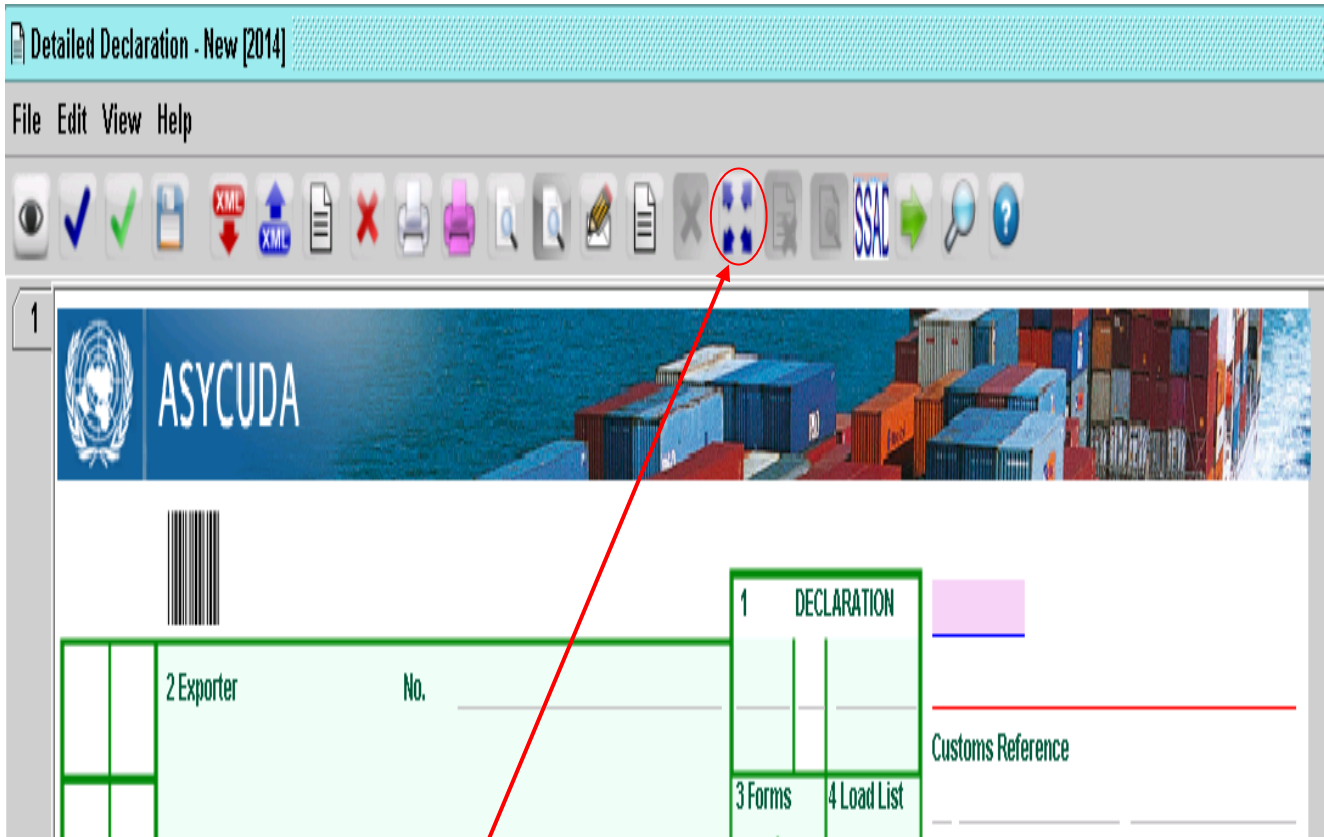 Detailed Declaration - New [2014]
File Edit View Help
XML XML SSAD
1
ASYCUDA
1 DECLARATION
2 Exporter No.
Customs Reference
3 Forms 4 Load List